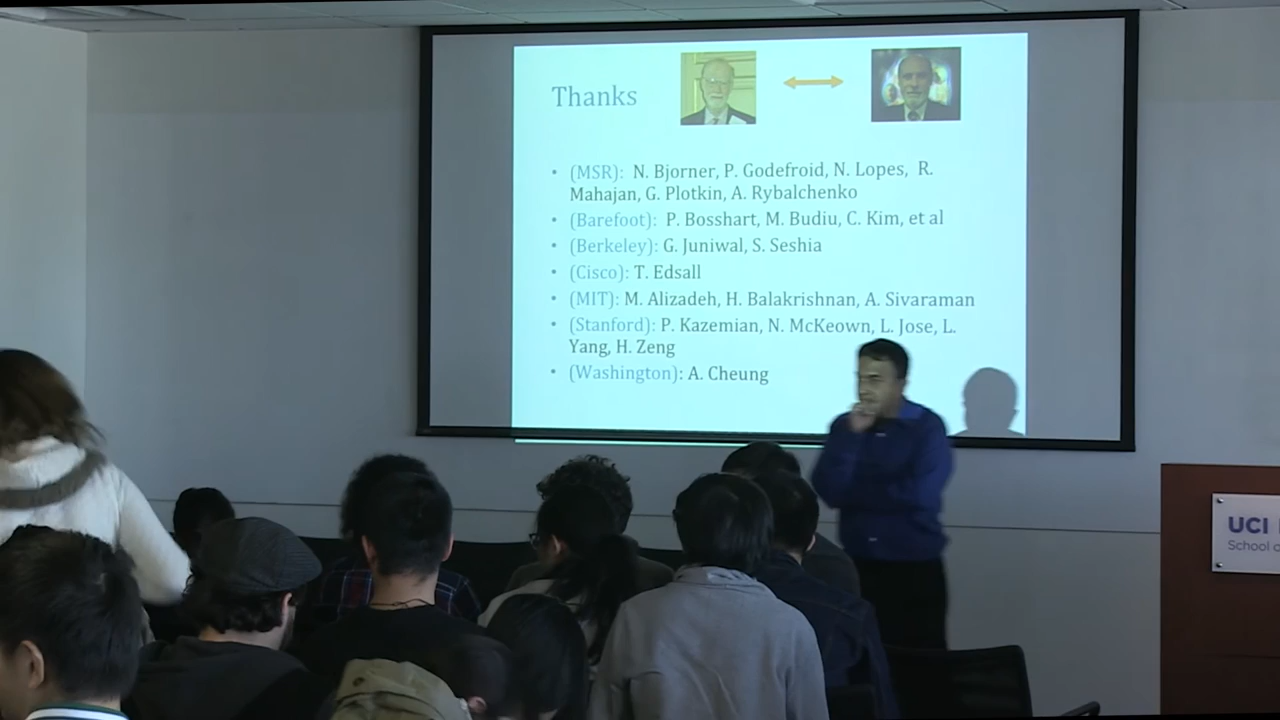 Thanks
• (MSR): N. Bjorner, P. Godefroid, N. Lopes, R.
Mahajan, G. Plotkin, A. Rybalchenko
• (Barefoot): P. Bosshart, M. Budiu, C. Kim, et al
• (Berkeley): G. Juniwal, S. Seshia
• (Cisco): T. Edsall
• (MIT): M. Alizadeh, H. Balakrishnan, A. Sivaraman
• (Stanford): P. Kazemian, N. McKeown, L. Jose, L.
Yang, H. Zeng
• (Washington): A. Cheung
UCI
School